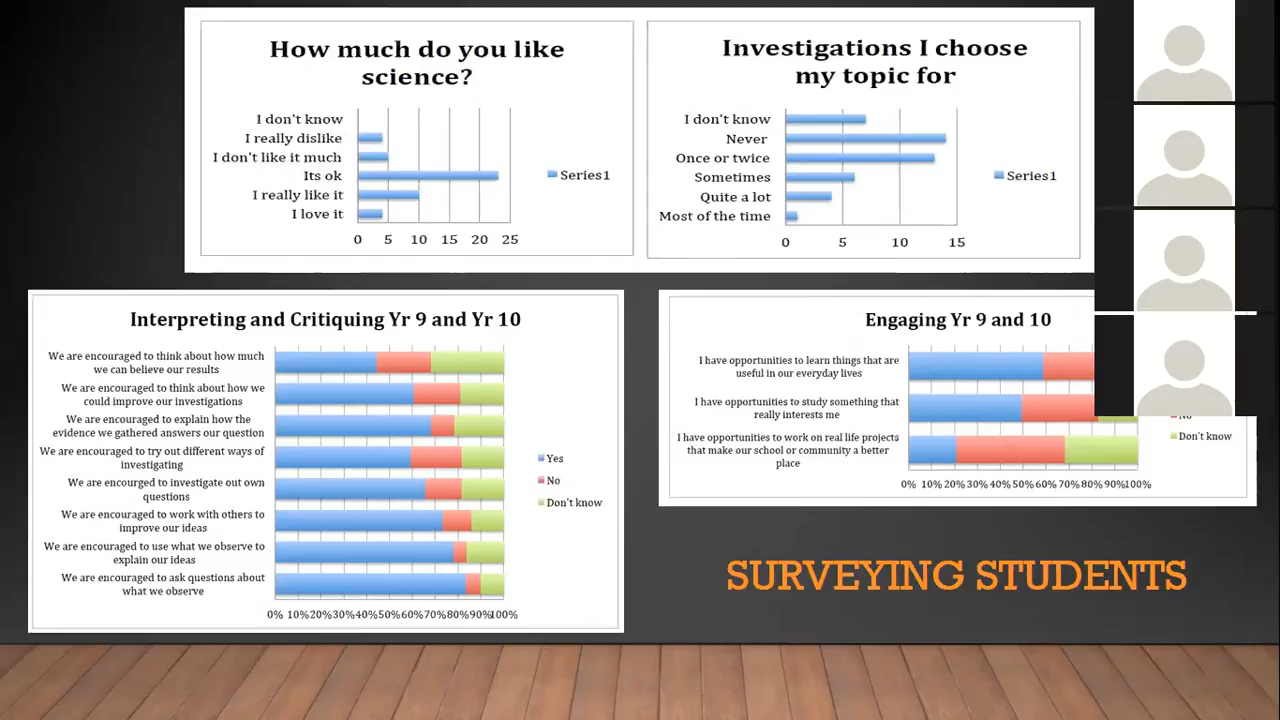 How much do you like
science?
I don't know
I really dislike
I don't like it much
Its ok
I really like it
I love it
Series1
0 5 10 15 20 25
Investigations I choose
my topic for
I don't know
Never
Once or twice
Sometimes
Quite a lot
Most of the time
Series1
0 5 10 15
Interpreting and Critiquing Yr 9 and Yr 10
We are encouraged to think about how much
we can believe our results
We are encouraged to think about how we
could improve our investigations
We are encouraged to explain how the
evidence we gathered answers our question
We are encouraged to try out different ways of
investigating
We are encourged to investigate out own
questions
We are encouraged to work with others to
improve our ideas
We are encouraged to use what we observe to
explain our ideas
We are encouraged to ask questions about
what we observe
Yes
No
Don't know
0% 10%20%30%40%50%60%70%80%90%100%
Engaging Yr 9 and 10
I have opportunities to learn things that are
useful in our everyday lives
I have opportunities to study something that
really interests me
I have opportunities to work on real life projects
that make our school or community a better
place
No
Don't know
0% 10%20%30%40%50%60%70%80%90%100%
SURVEYING STUDENTS